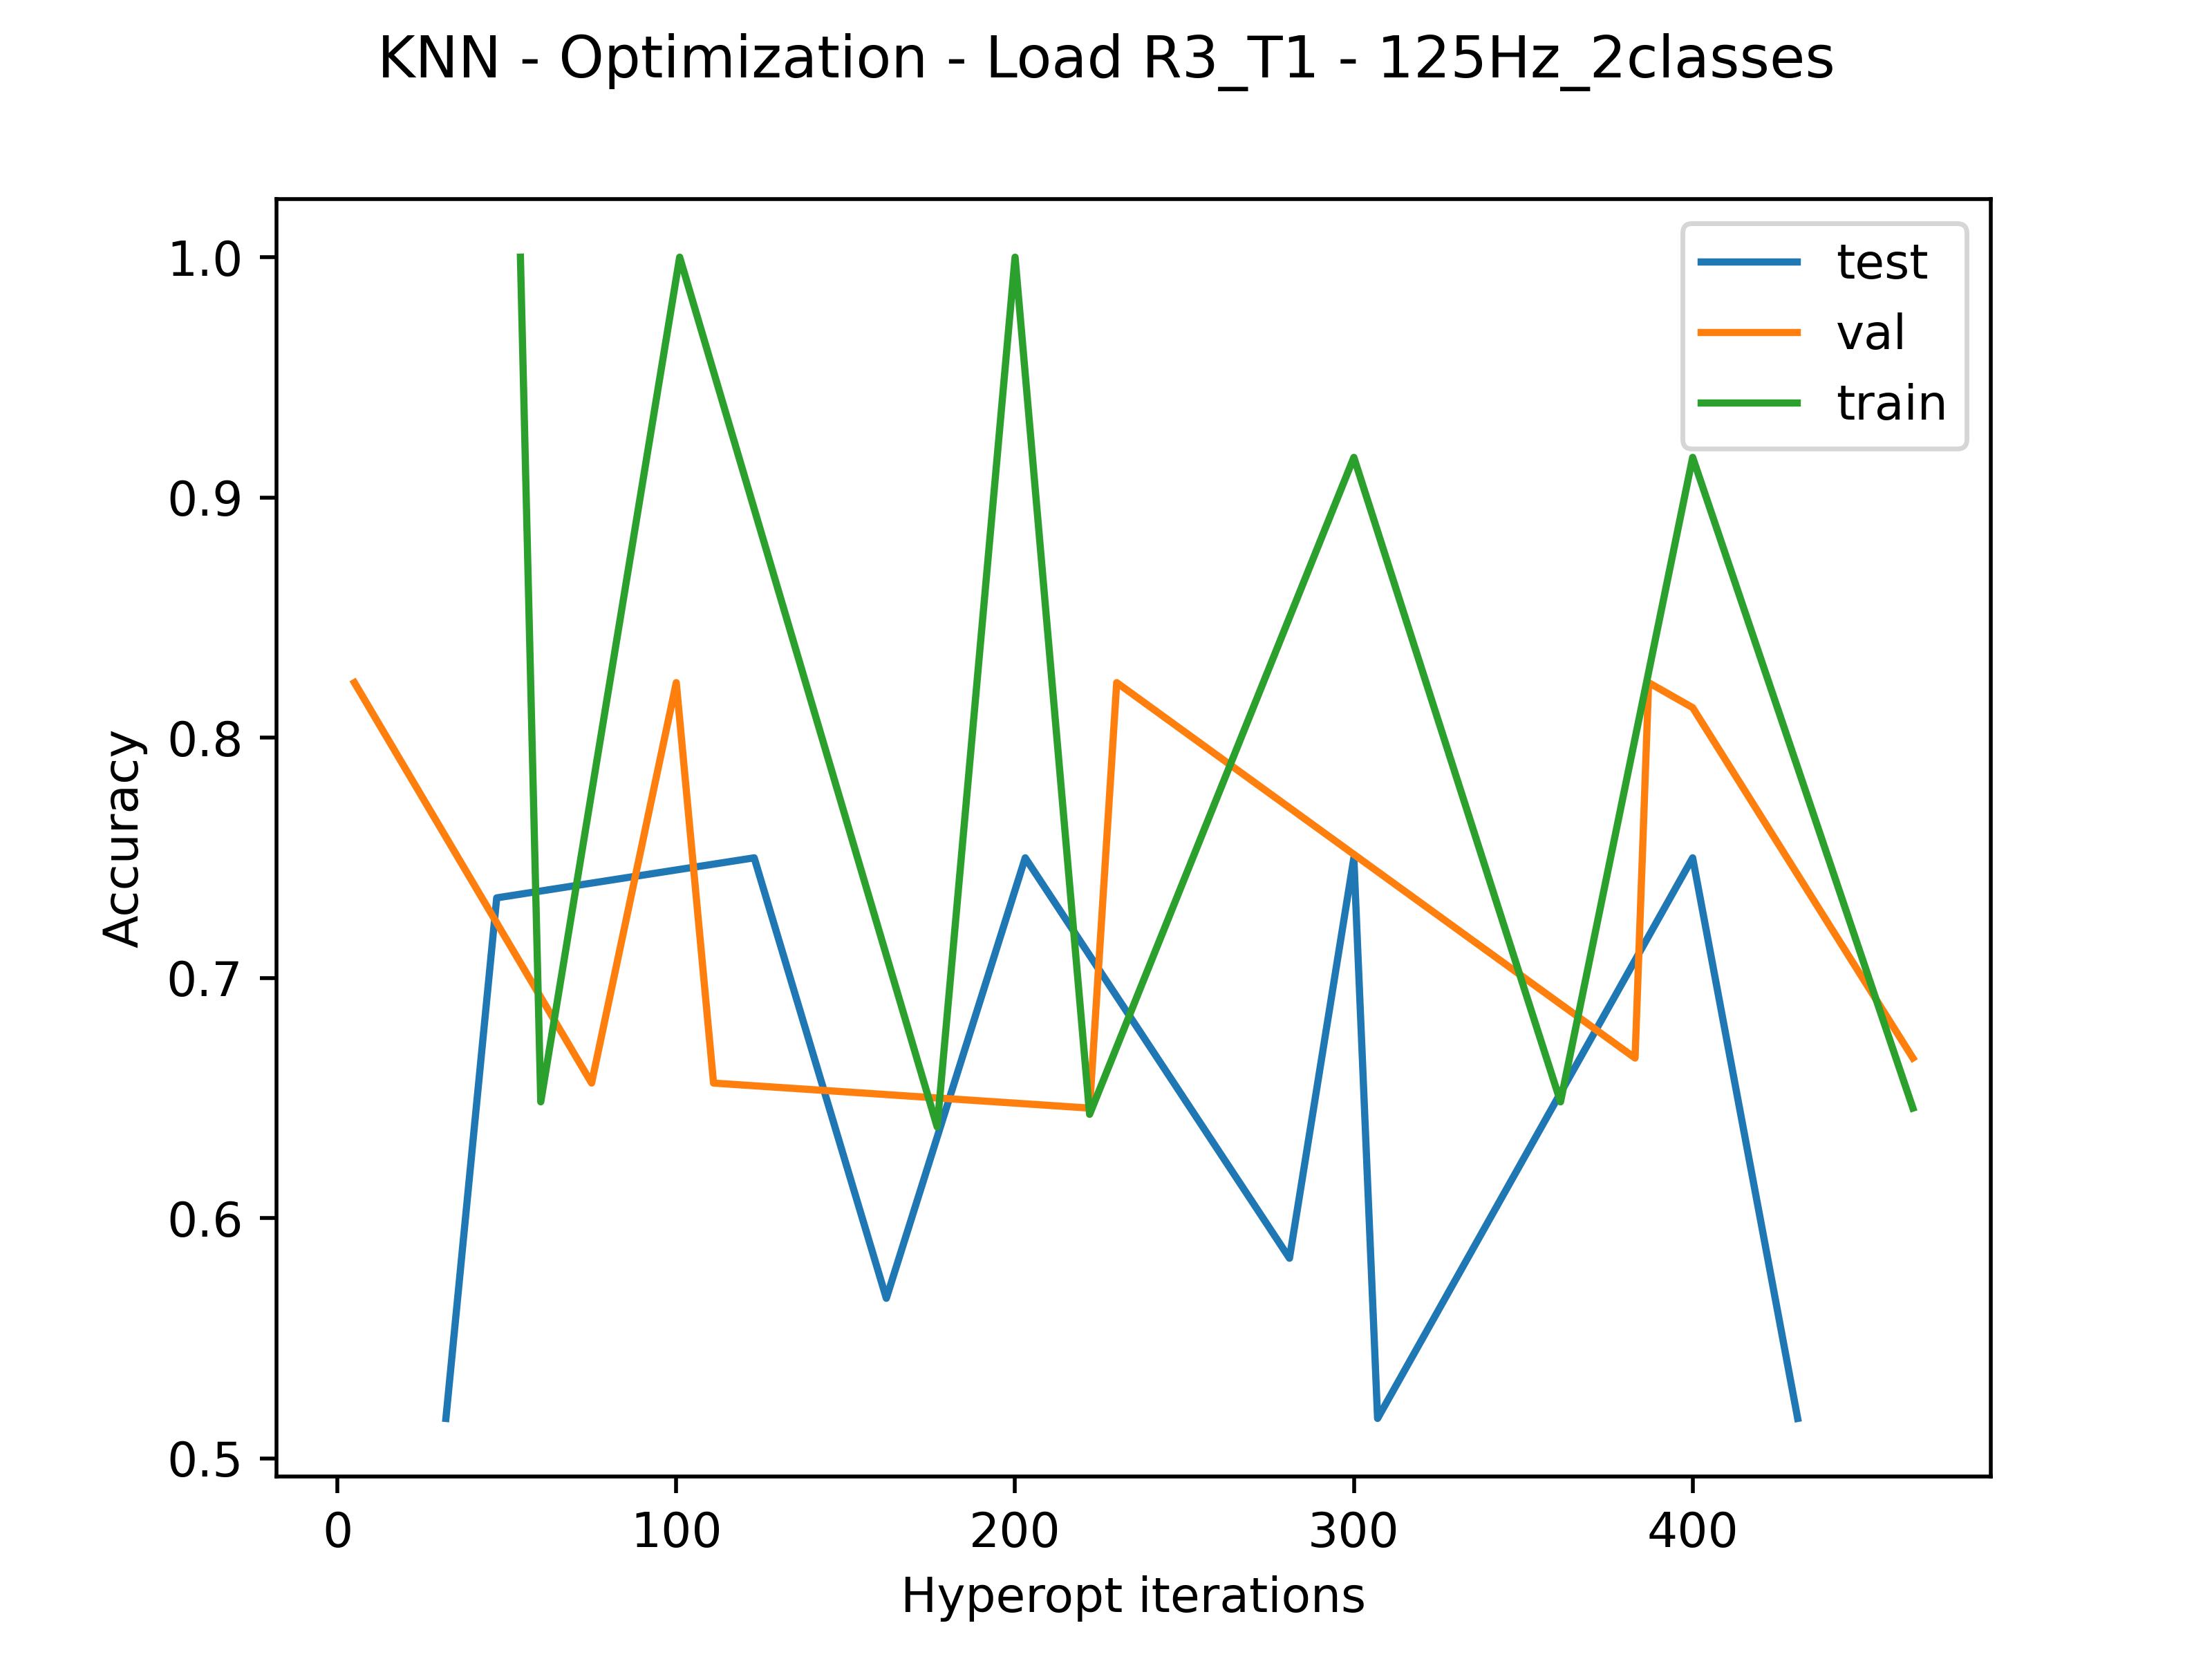 KNN - Optimization - Load R3_T1 - 125Hz_2classes
test
val
train
1.0
0.9
0.8
0.7
0.6
0.5
Accuracy
0 100 200 300 400
Hyperopt iterations